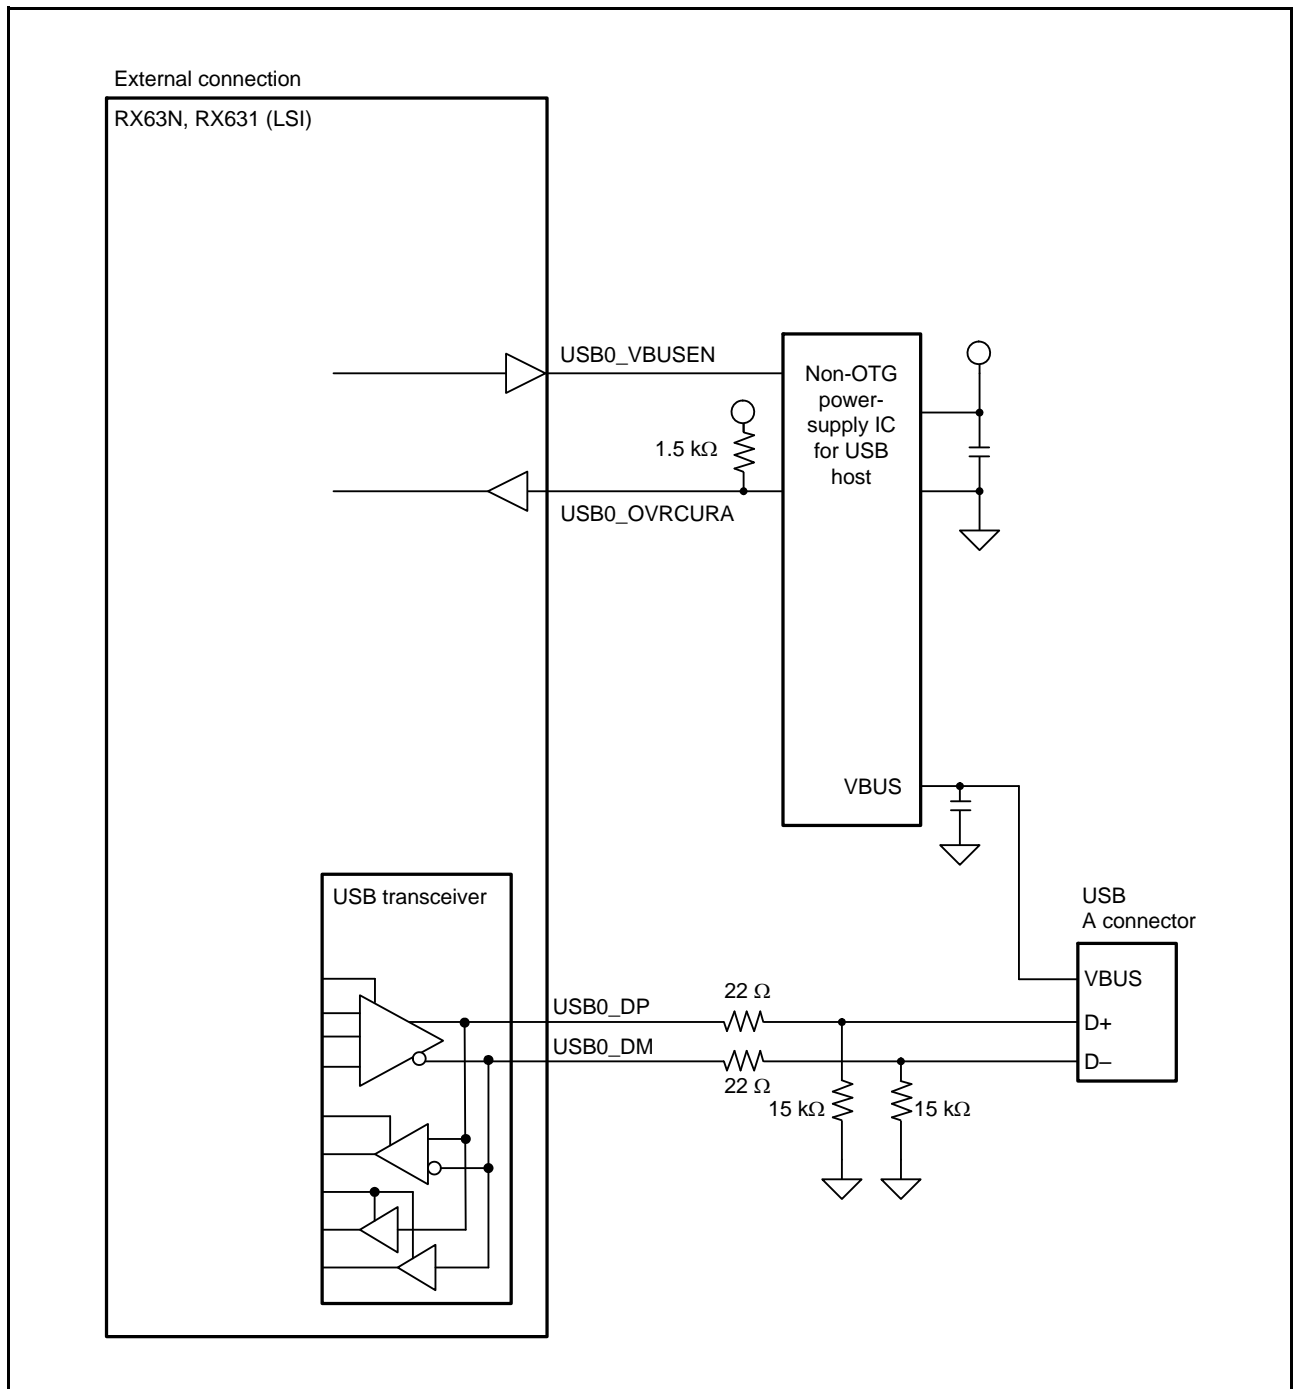 External connection
RX63N, RX631 (LSI)
USB0_VBUSEN
Non-OTG
power-
supply IC
for USB
host
1.5 kΩ
USB0_OVRCURA
VBUS
USB transceiver
USB
A connector
VBUS
USB0_DP
22 Ω
D+
USB0_DM
D–
22 Ω
15 kΩ
15 kΩ